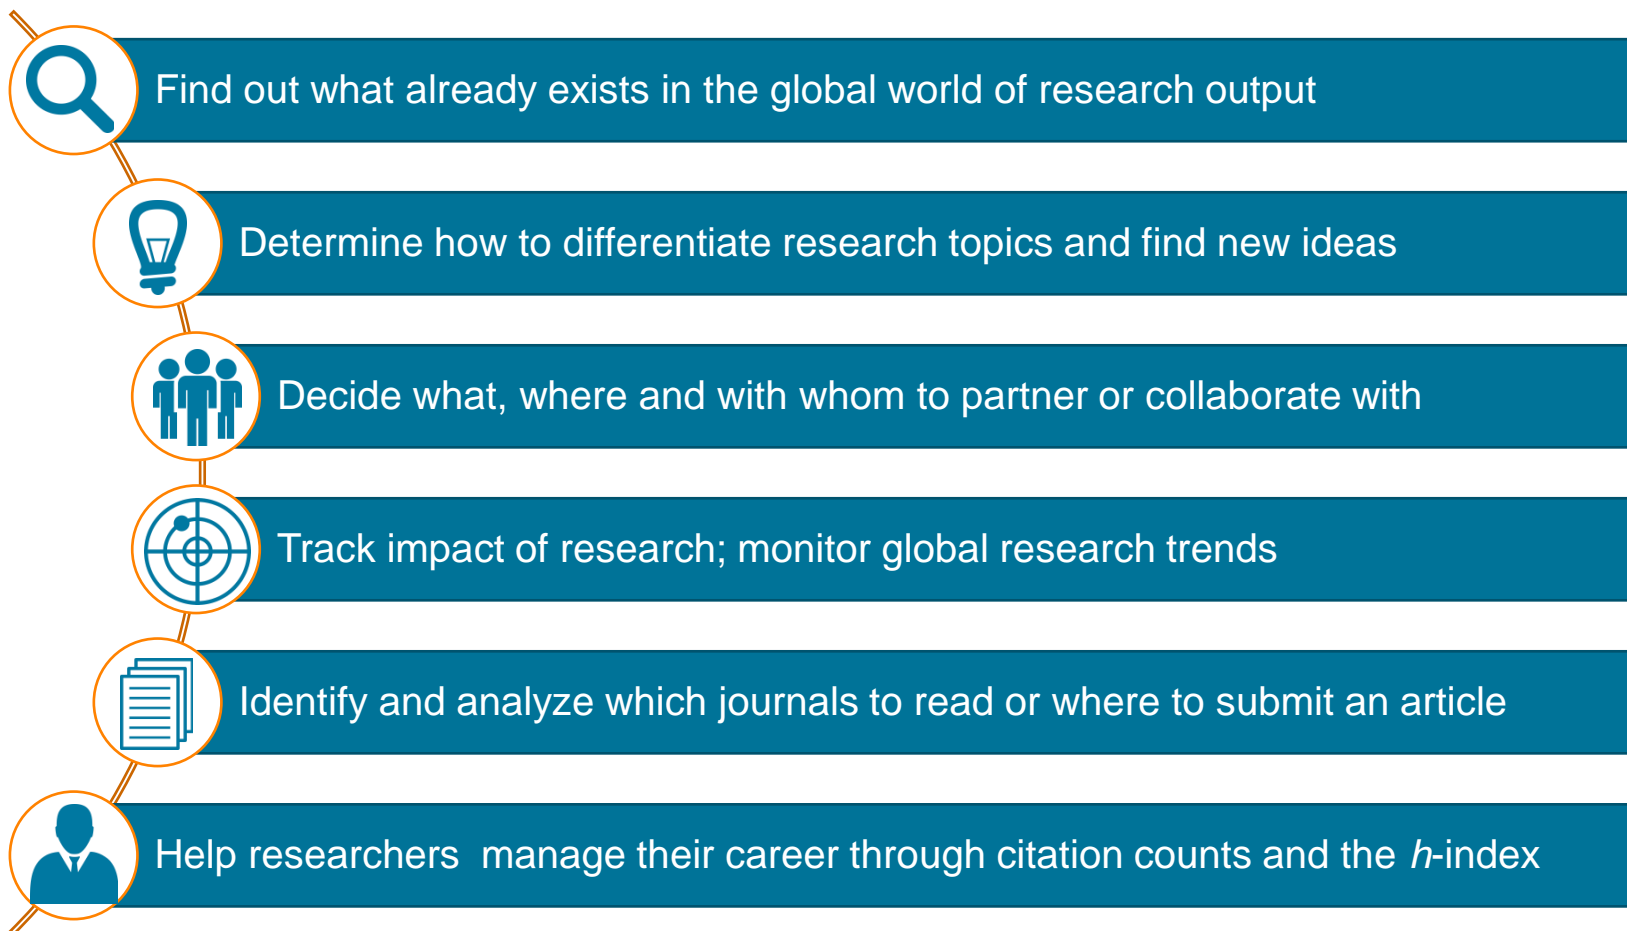 Find out what already exists in the global world of research output
Determine how to differentiate research topics and find new ideas
Decide what, where and with whom to partner or collaborate with
Track impact of research; monitor global research trends
Identify and analyze which journals to read or where to submit an article
Help researchers  manage their career through citation counts and the h-index